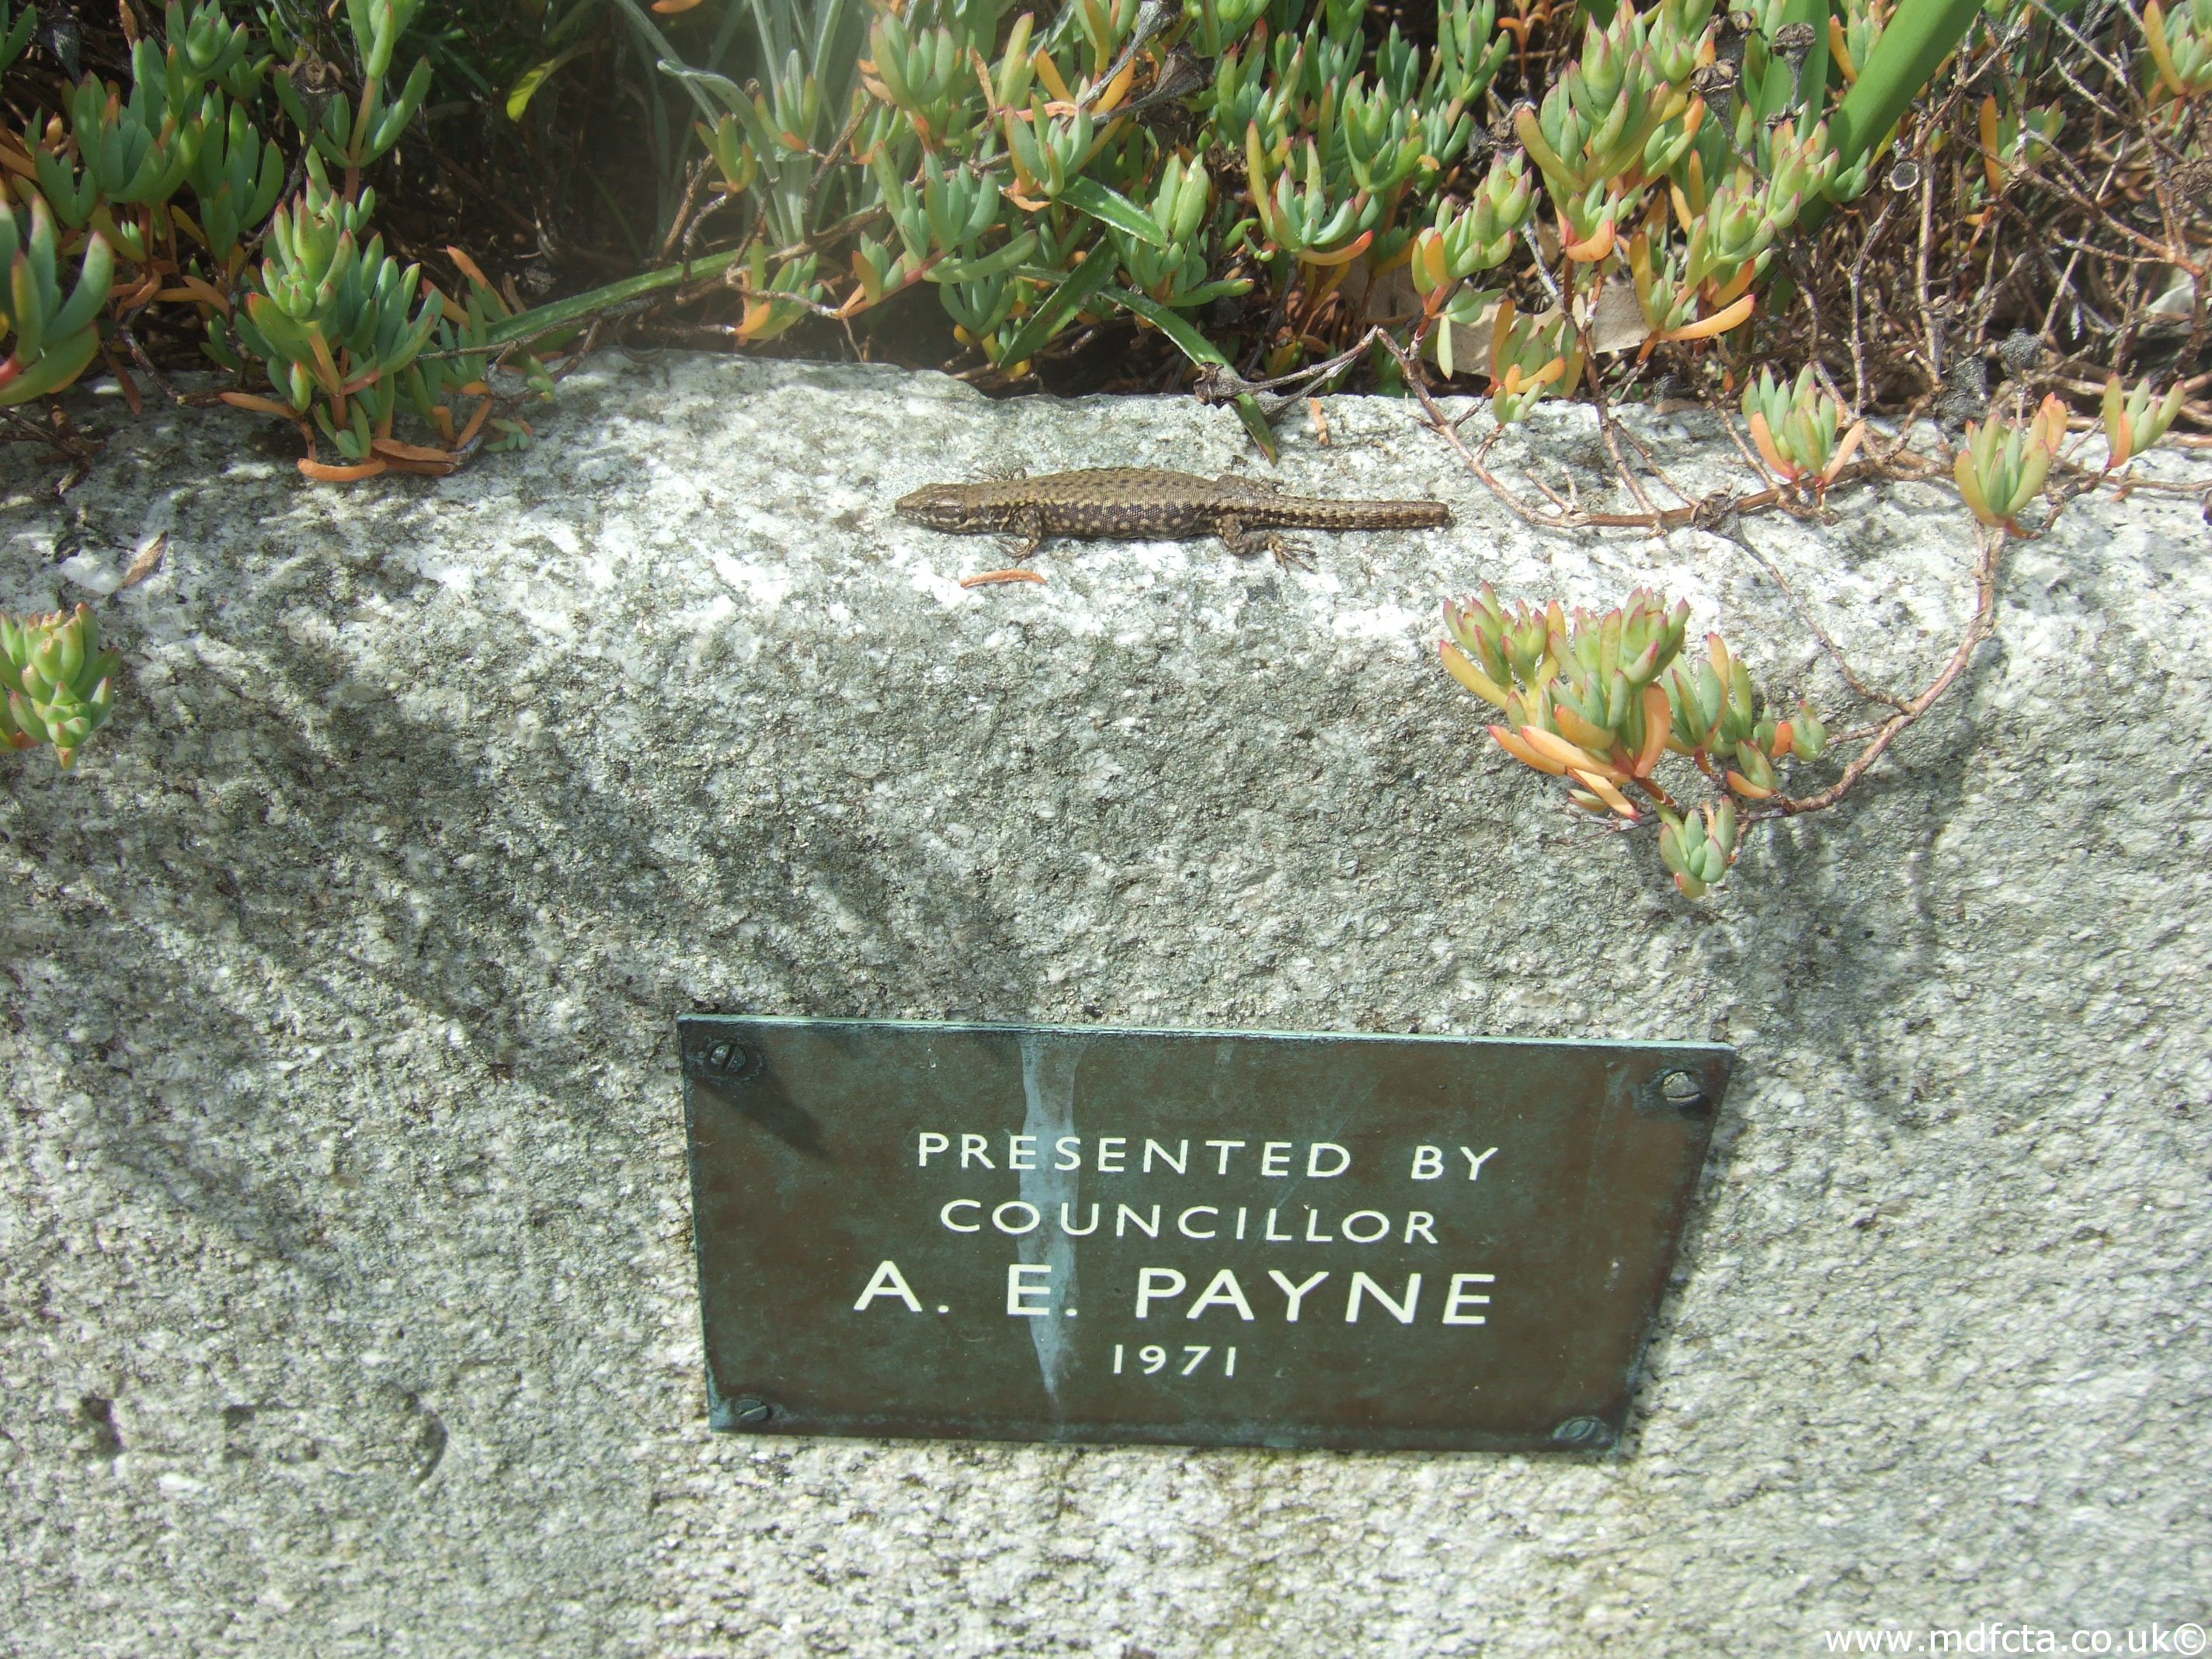 PRESENTED BY
COUNCILLOR
A. E. PAYNE
1971
www.mdfcta.co.uk©